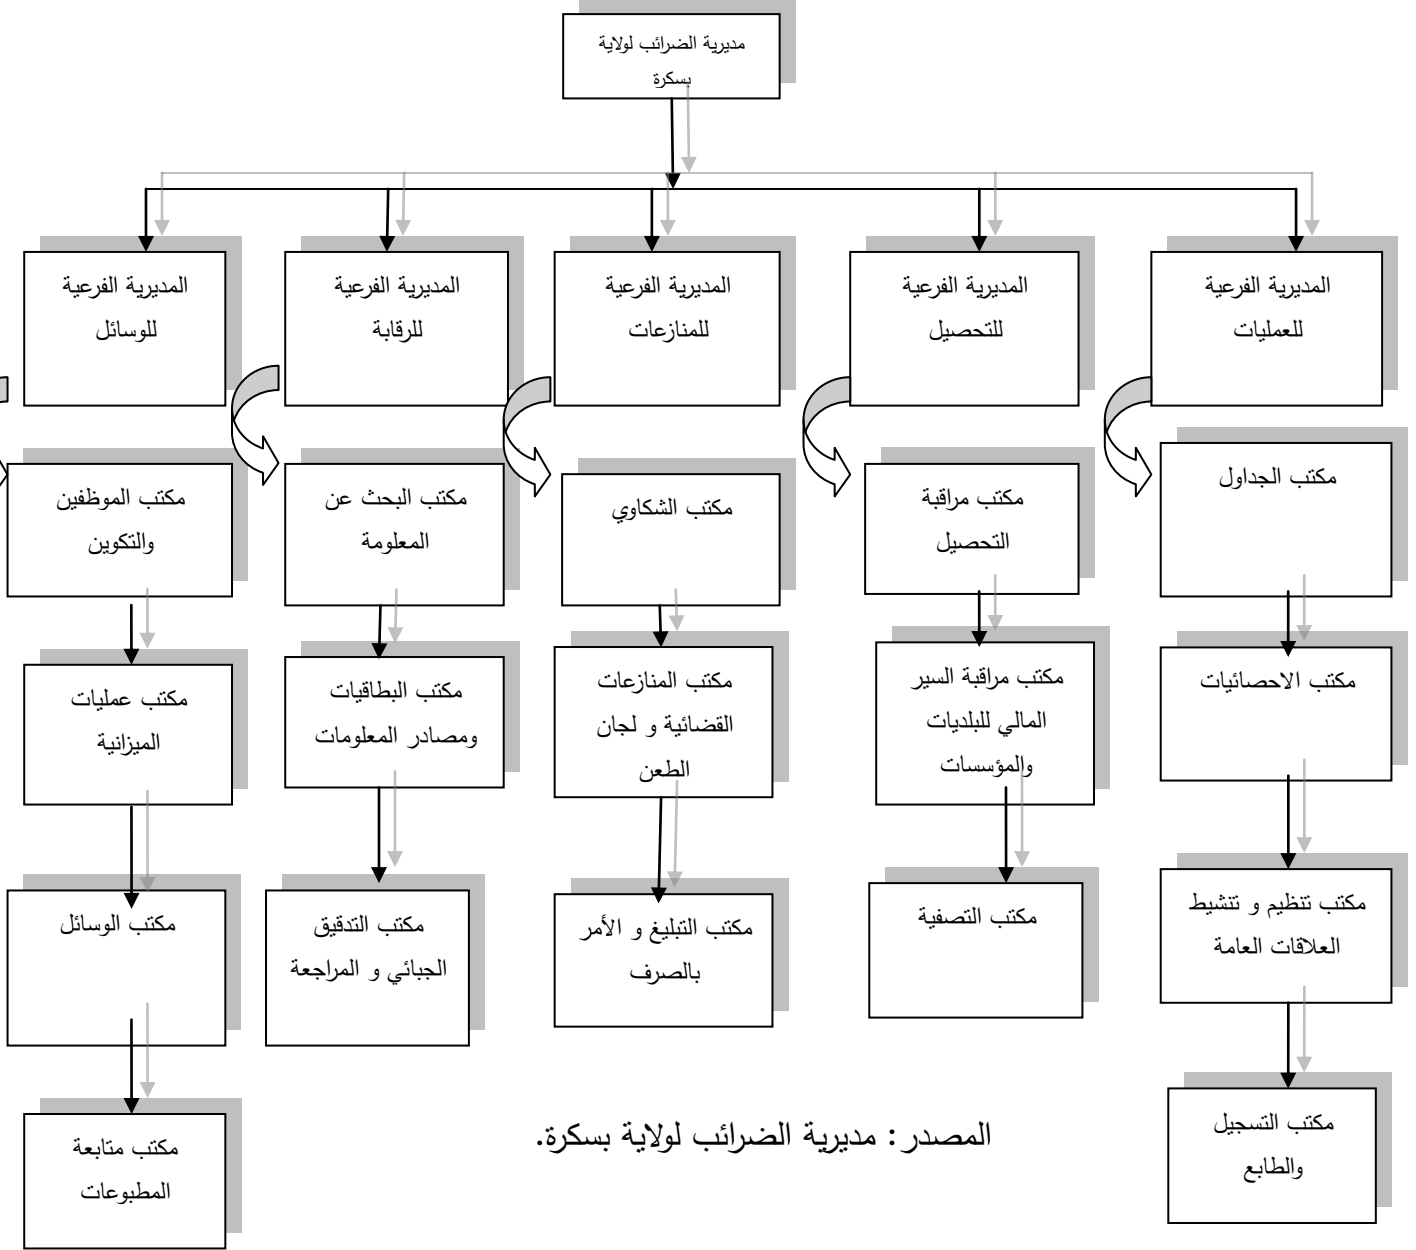 مديرية الضرائب لولاية
بسكرة
المديرية الفرعية
للعمليات
المديرية الفرعية
للتحصيل
المديرية الفرعية
للمنازعات
المديرية الفرعية
للرقابة
المديرية الفرعية
للوسائل
مكتب الجداول
مكتب مراقبة
التحصيل
مكتب الشكاوي
مكتب البحث عن
المعلومة
مكتب الموظفين
والتكوين
مكتب الاحصائيات
مكتب مراقبة السير
المالي للبلديات
والمؤسسات
مكتب المنازعات
القضائية و لجان
الطعن
مكتب البطاقيات
ومصادر المعلومات
مكتب عمليات
الميزانية
مكتب تنظيم و تنشيط
العلاقات العامة
مكتب التصفية
مكتب التبليغ و الأمر
بالصرف
مكتب التدقيق
الجبائي و المراجعة
مكتب الوسائل
مكتب التسجيل
والطابع
مكتب متابعة
المطبوعات
المصدر: مديرية الضرائب لولاية بسكرة.